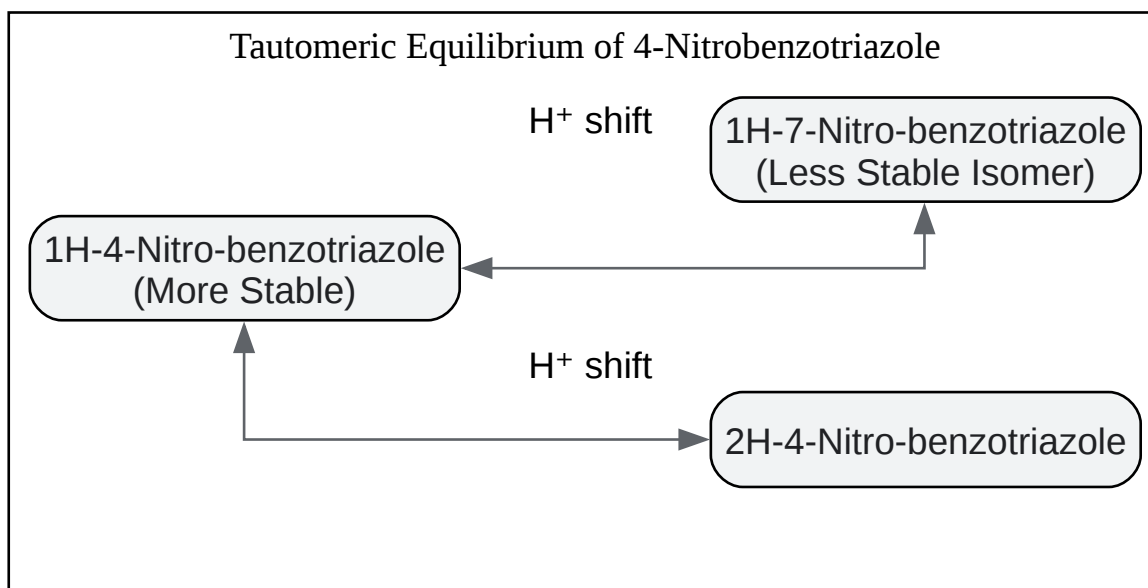 Tautomeric Equilibrium of 4-Nitrobenzotriazole
H⁺ shift
1H-7-Nitro-benzotriazole
(Less Stable Isomer)
1H-4-Nitro-benzotriazole
(More Stable)
H⁺ shift
2H-4-Nitro-benzotriazole